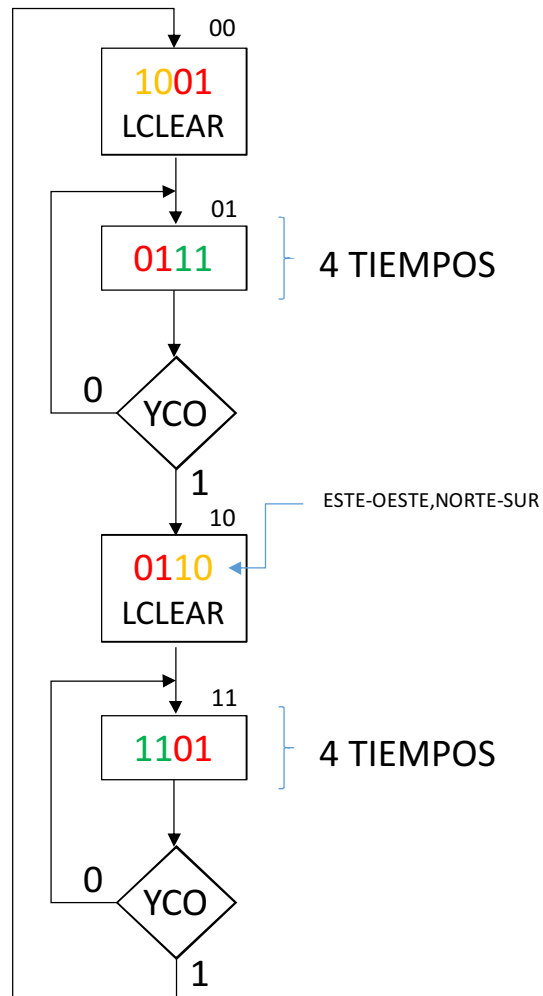 00
1001
LCLEAR
01
0111
4 TIEMPOS
0
YCO
1
10
ESTE-OESTE,NORTE-SUR
0110
LCLEAR
11
1101
4 TIEMPOS
0
YCO
1